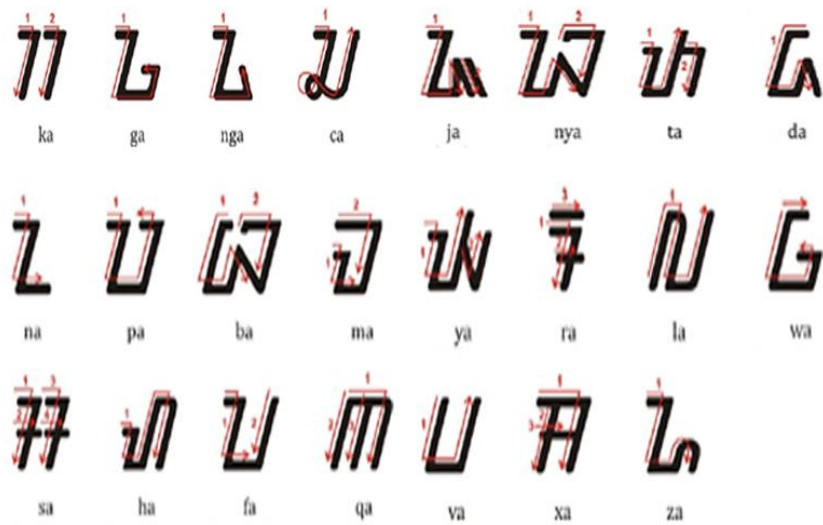 ᮊ ᮌ ᮍ ᮎ ᮏ ᮑ ᮒ ᮓ
ka ga nga ca ja nya ta da
ᮔ ᮕ ᮘ ᮙ ᮚ ᮛ ᮜ ᮝ
na pa ba ma ya ra la wa
ᮞ ᮠ ᮖ ᮋ ᮗ ᮟ ᮐ
sa ha fa qa va xa za